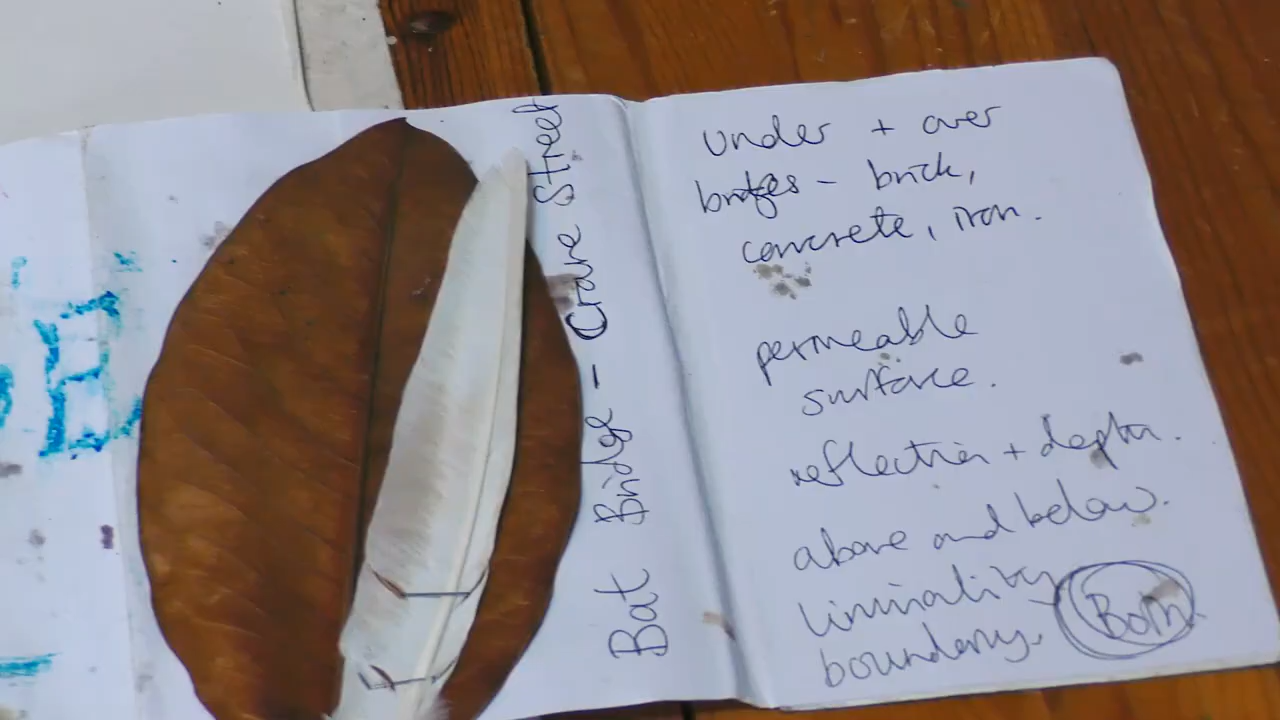 Bat Bridge - Crane Street
under + over
bridges - brick,
concrete, iron.
permeable
surface.
reflection + depth.
above and below.
liminality
boundary. Both